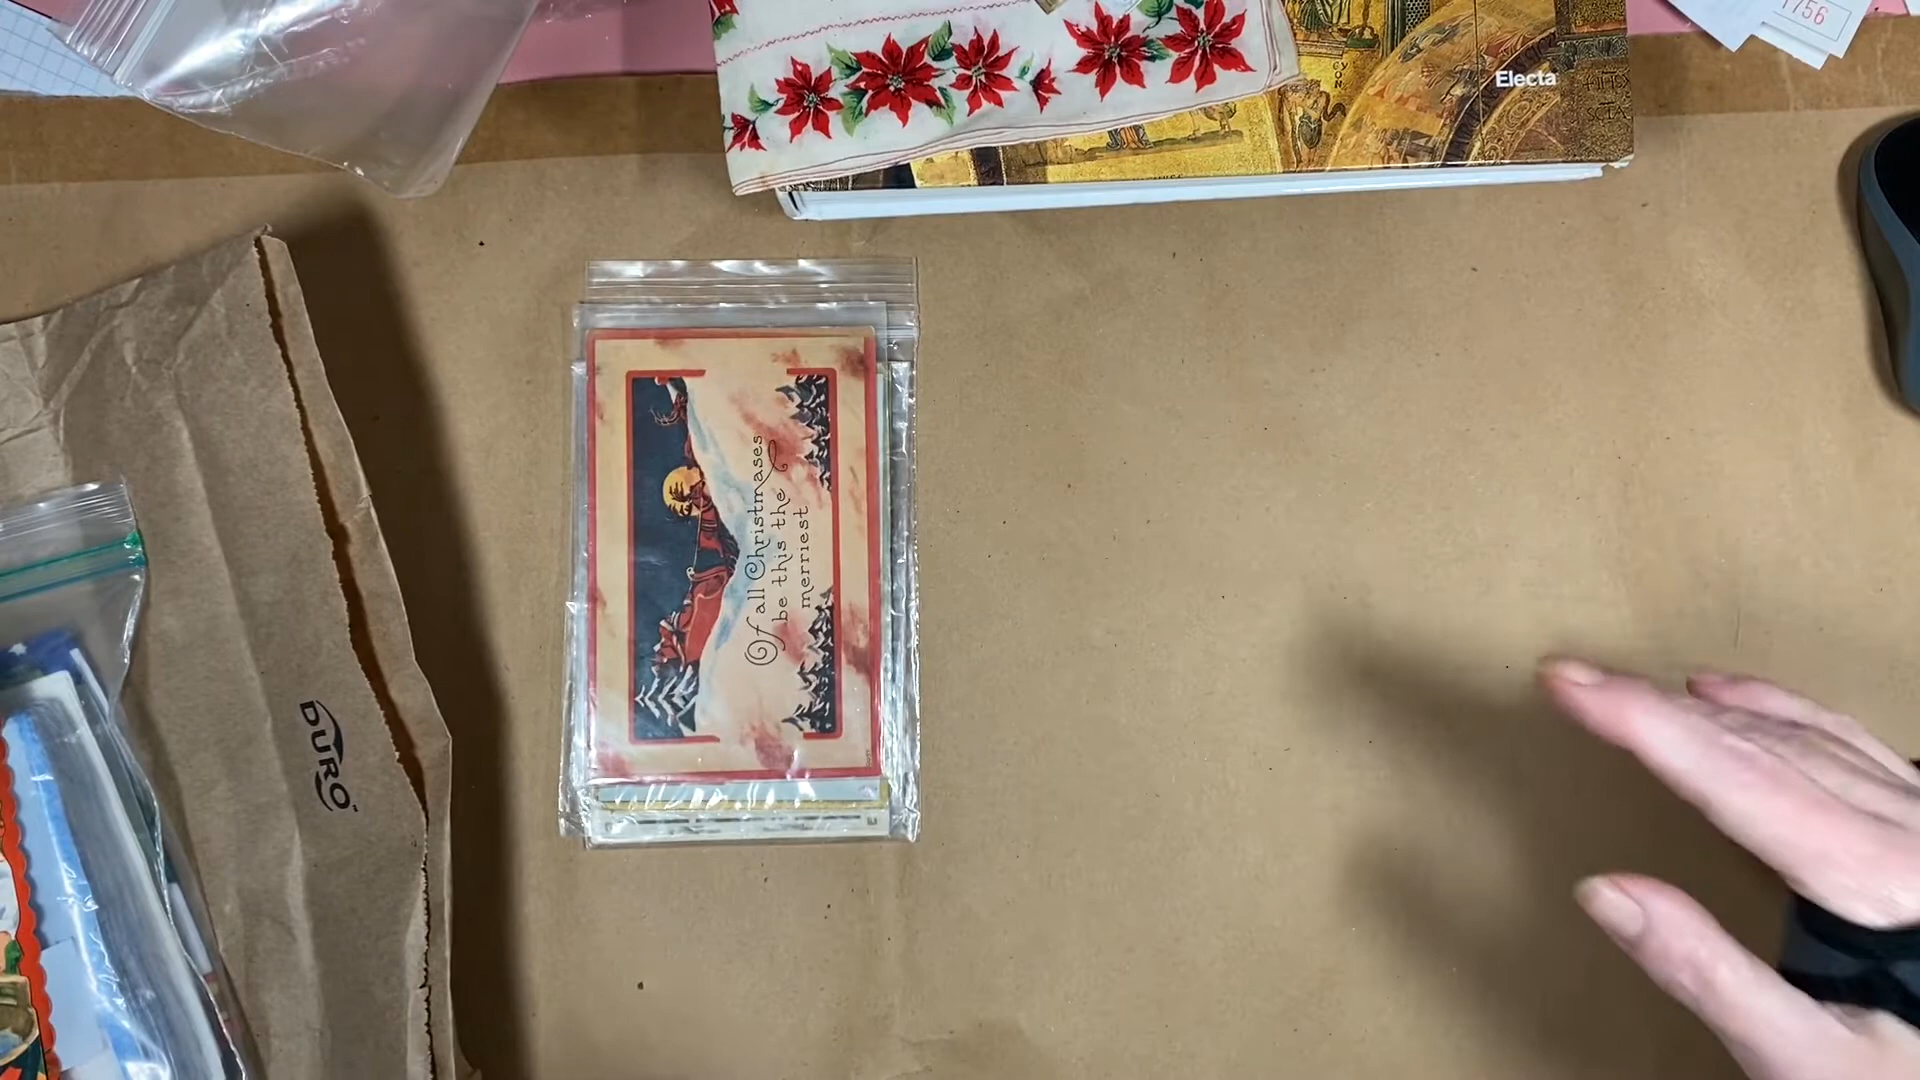 1756
Electa
Of all Christmases
be this the
merriest
DURO